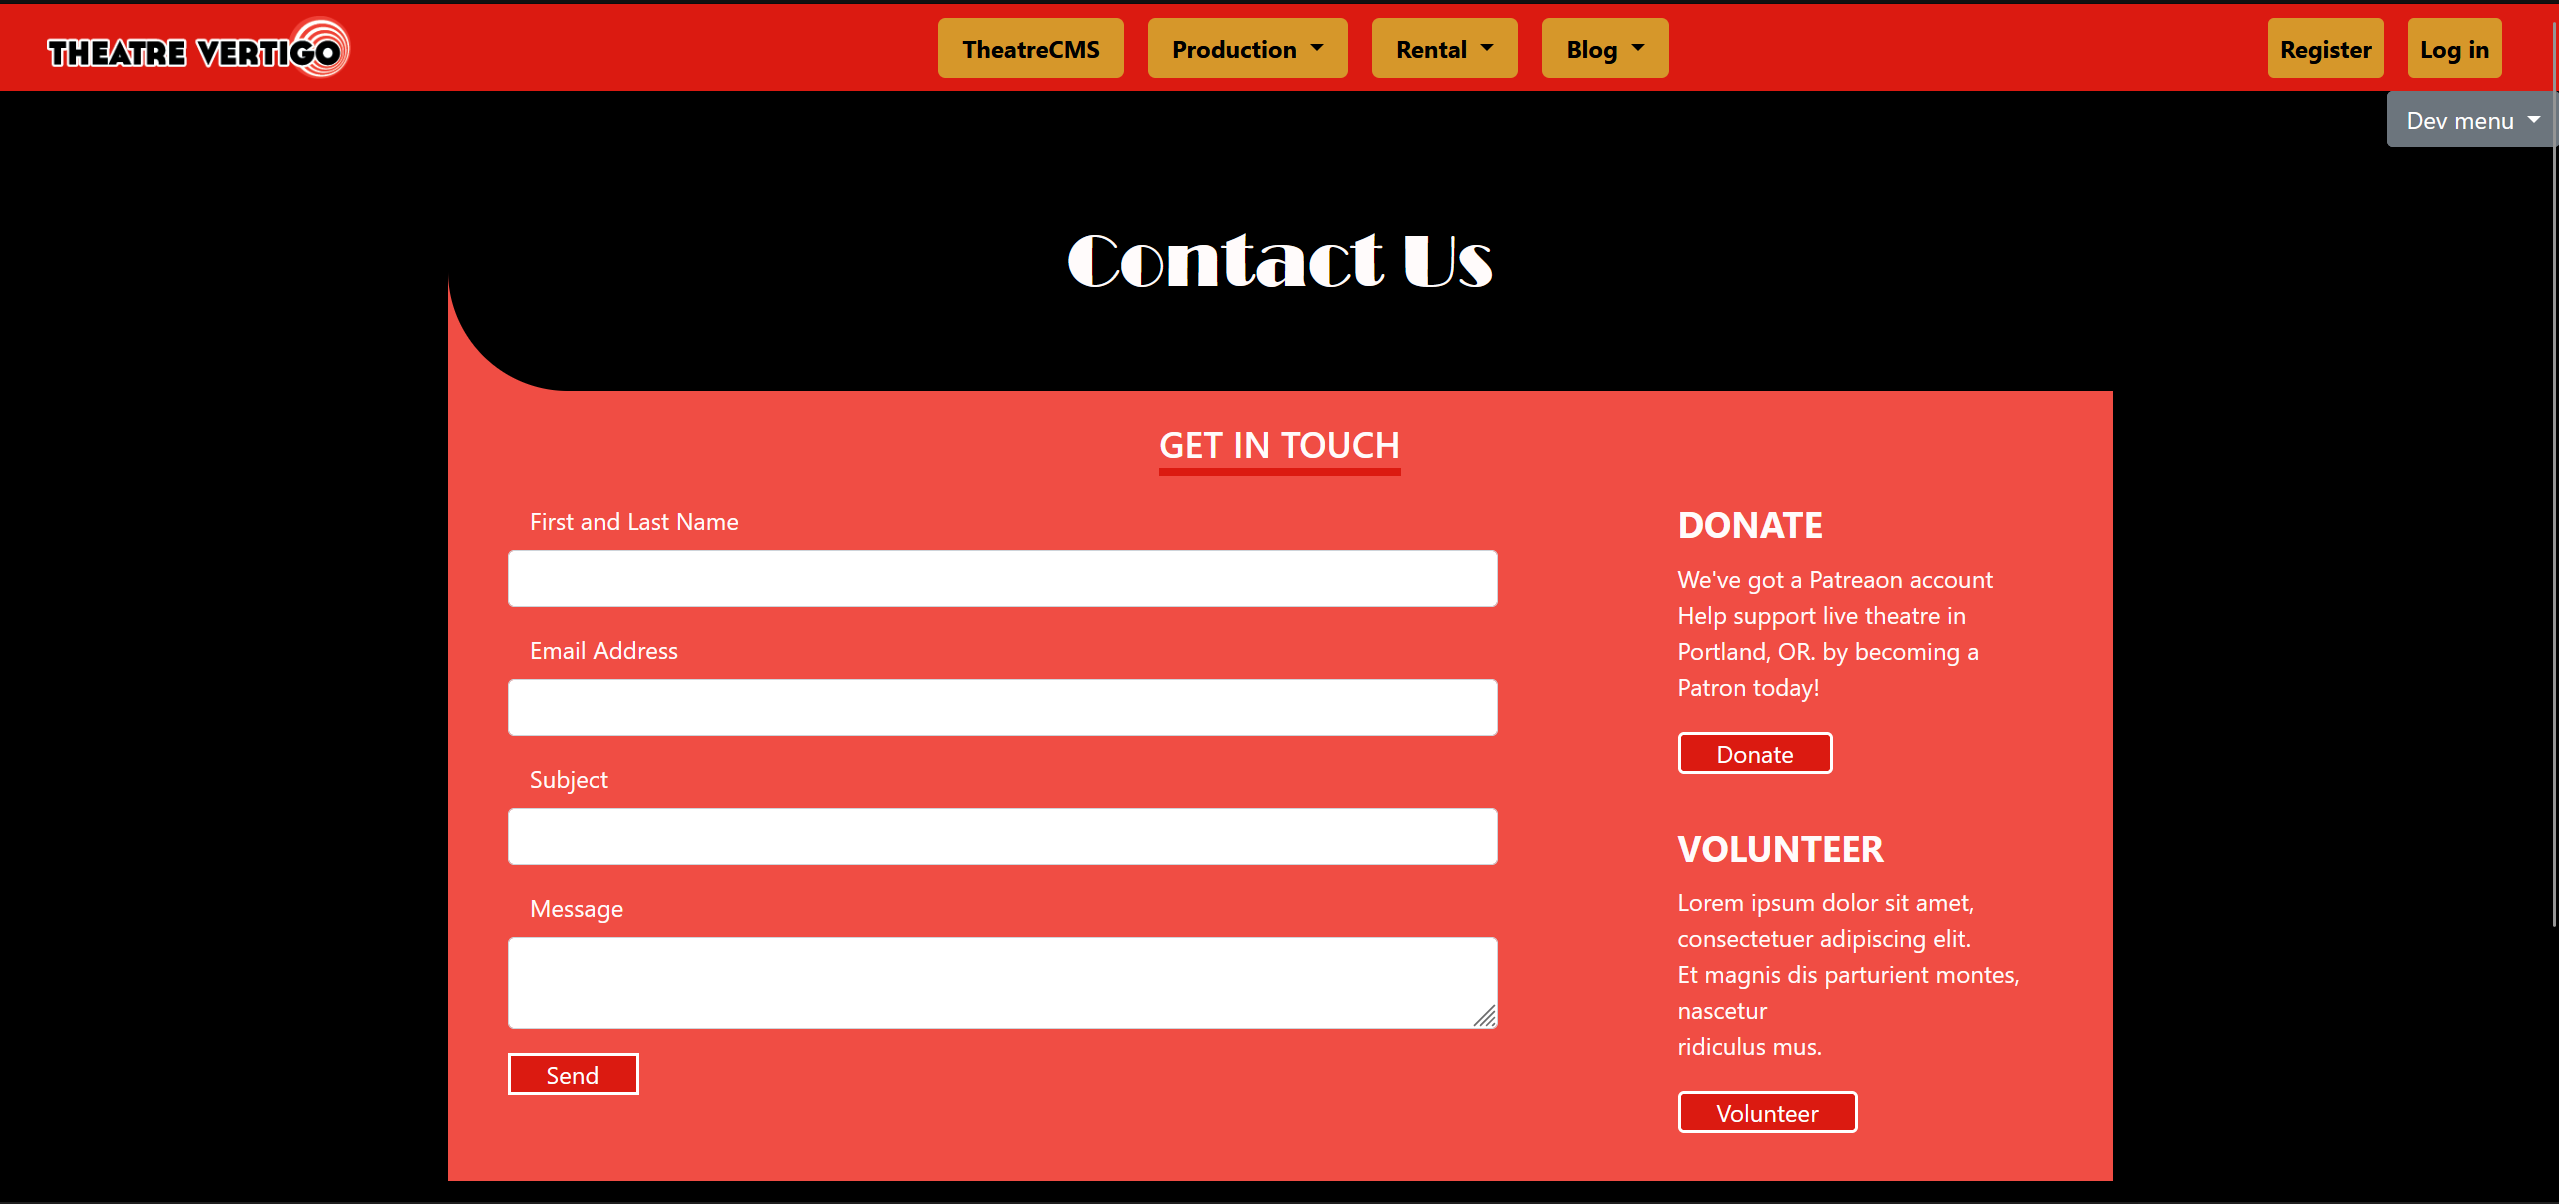 THEATRE VERTIGO
TheatreCMS
Production
Rental
Blog
Register
Log in
Dev menu
Contact Us
GET IN TOUCH
First and Last Name
Email Address
Subject
Message
Send
DONATE
We've got a Patreaon account
Help support live theatre in
Portland, OR. by becoming a
Patron today!
Donate
VOLUNTEER
Lorem ipsum dolor sit amet,
consectetuer adipiscing elit.
Et magnis dis parturient montes,
nascetur
ridiculus mus.
Volunteer